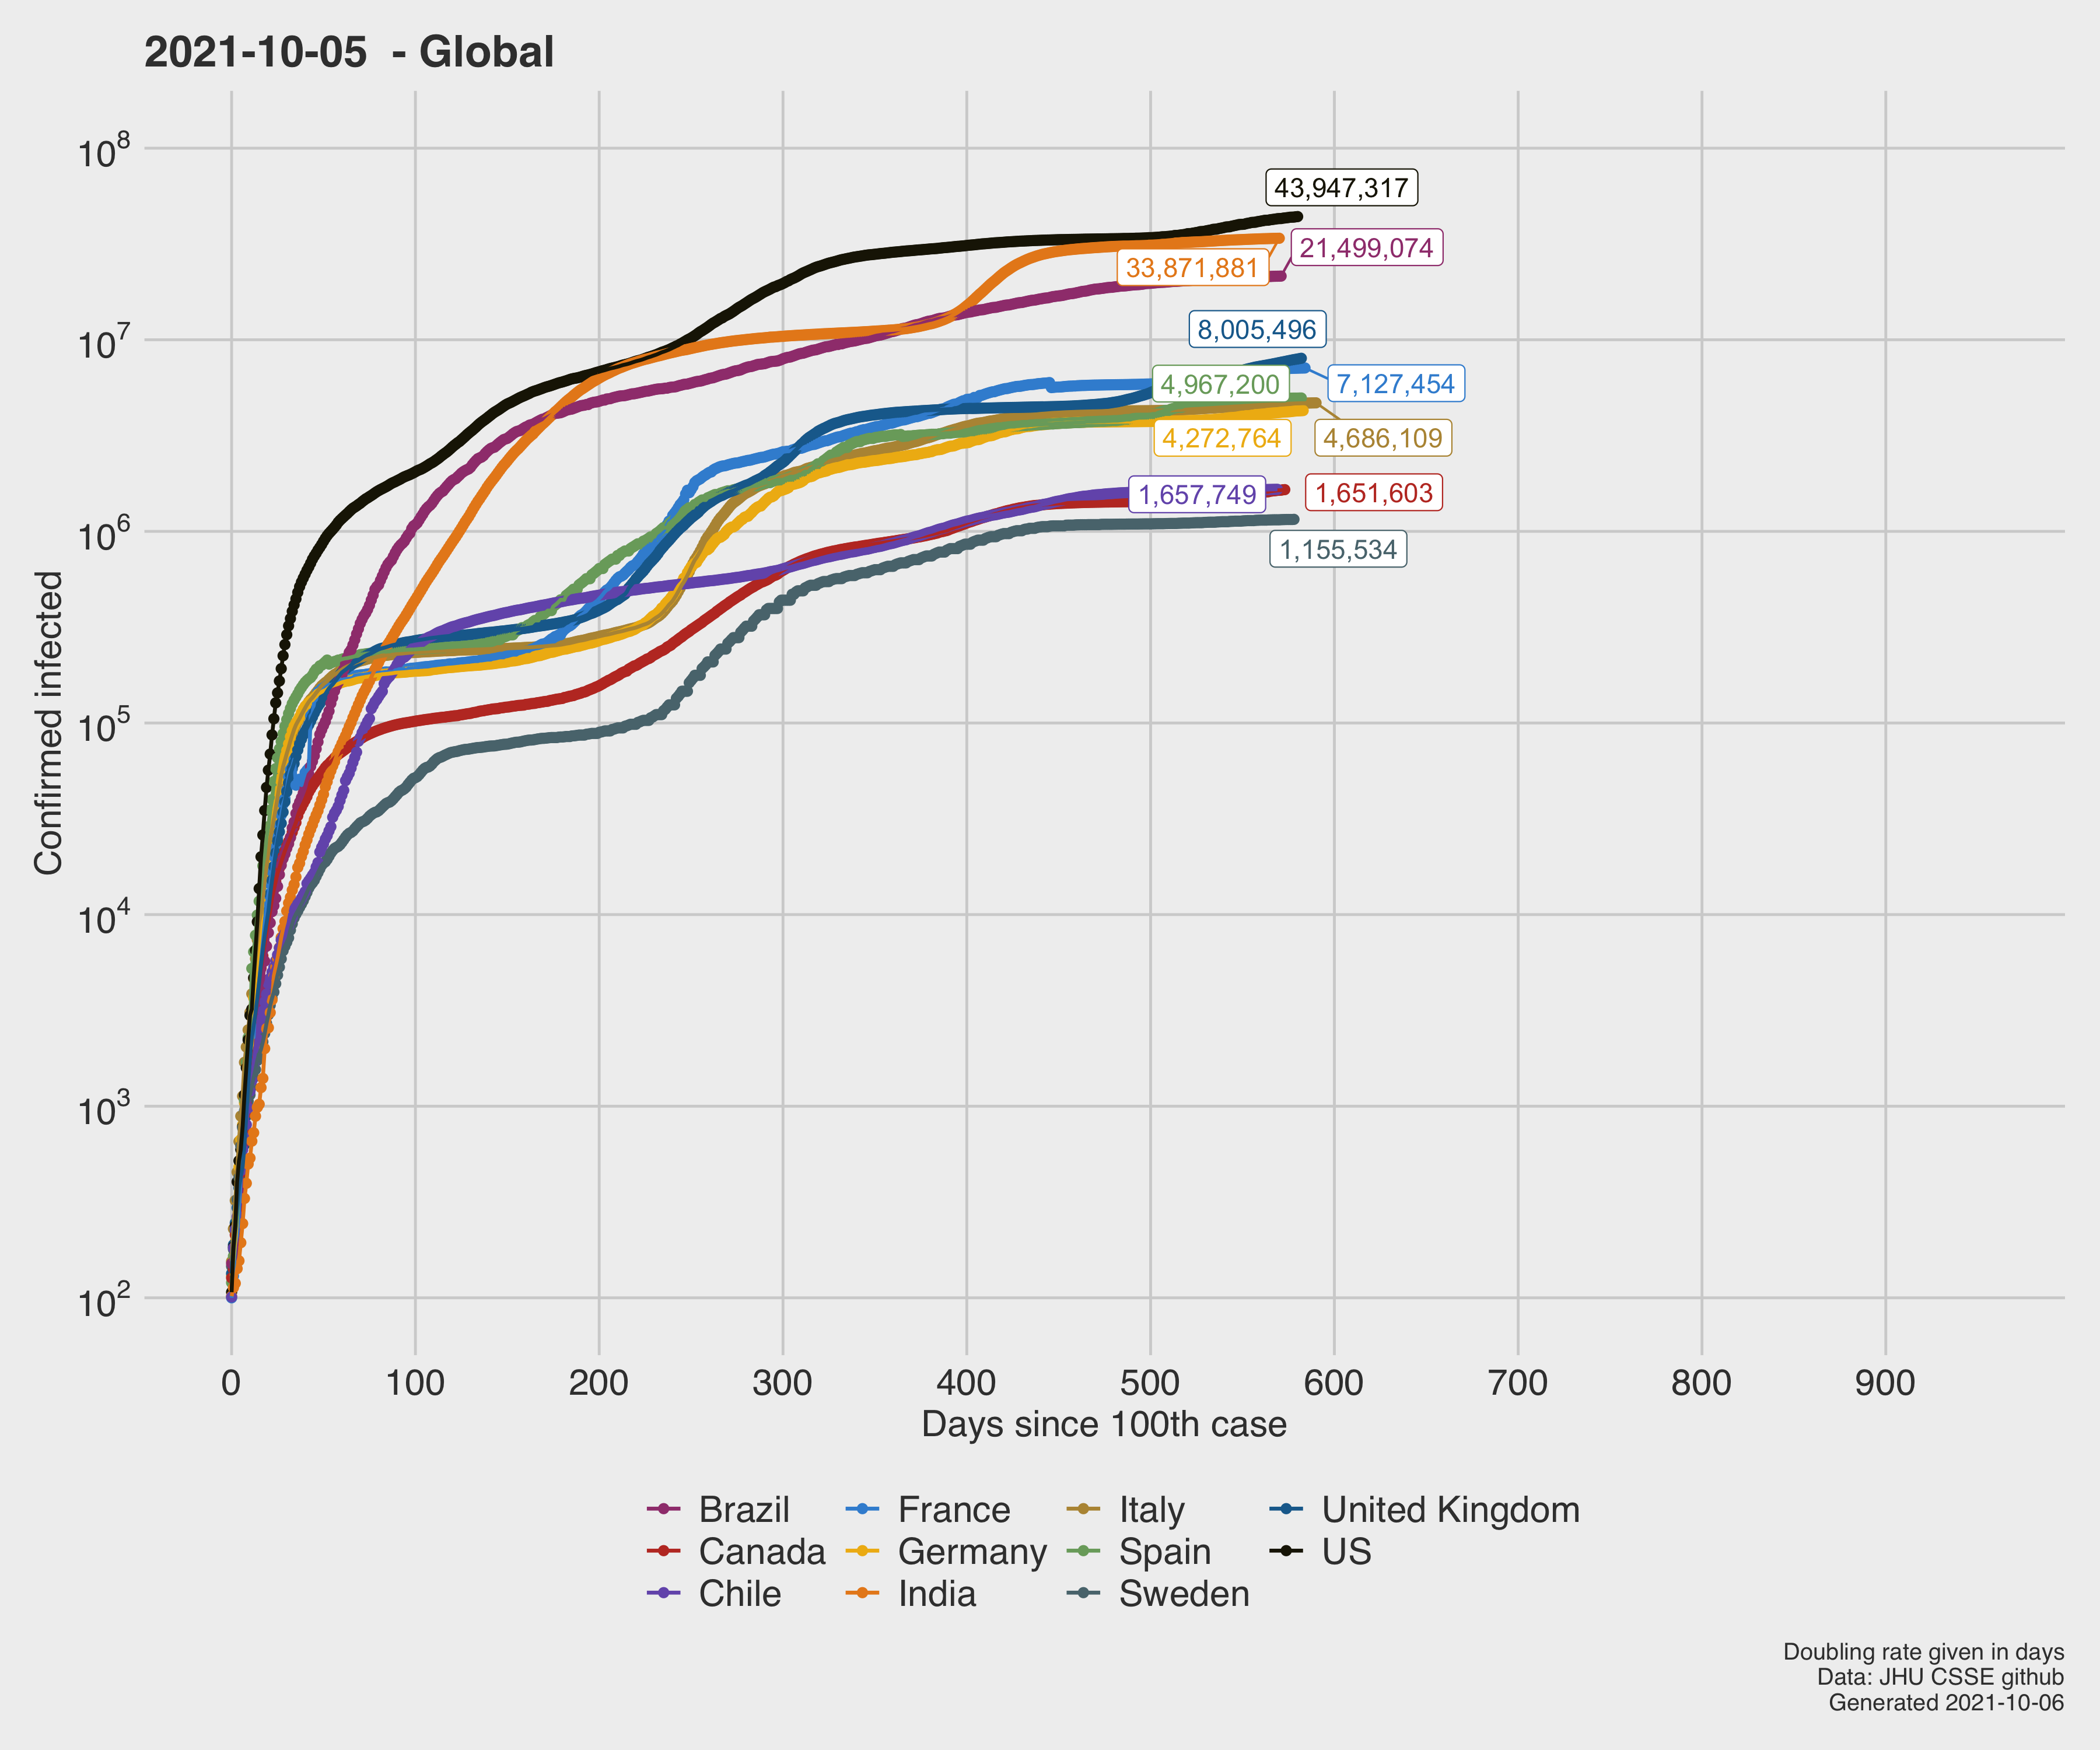 2021-10-05  - Global
10^8
10^7
10^6
10^5
10^4
10^3
10^2
Confirmed infected
43,947,317
21,499,074
33,871,881
8,005,496
4,967,200
7,127,454
4,272,764
4,686,109
1,657,749
1,651,603
1,155,534
0 100 200 300 400 500 600 700 800 900
Days since 100th case
Brazil France Italy United Kingdom
Canada Germany Spain US
Chile India Sweden
Doubling rate given in days
Data: JHU CSSE github
Generated 2021-10-06